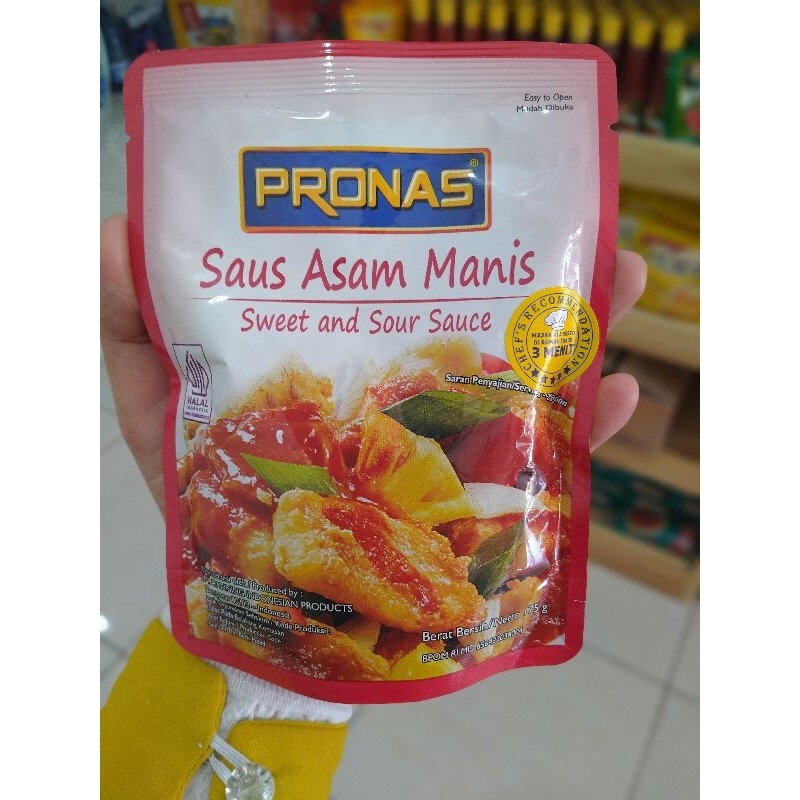 Easy to Open
Mudah Dibuka
PRONAS®
Saus Asam Manis
Sweet and Sour Sauce
CHEF'S RECOMMENDATION
3 MENIT
HALAL
INDONESIA
Saran Penyajian/Serving
Produced by :
INDONESIAN PRODUCTS
Indonesia
Kode Produksi :
Berat Bersih/Netto 175 g
BPOM RI MD